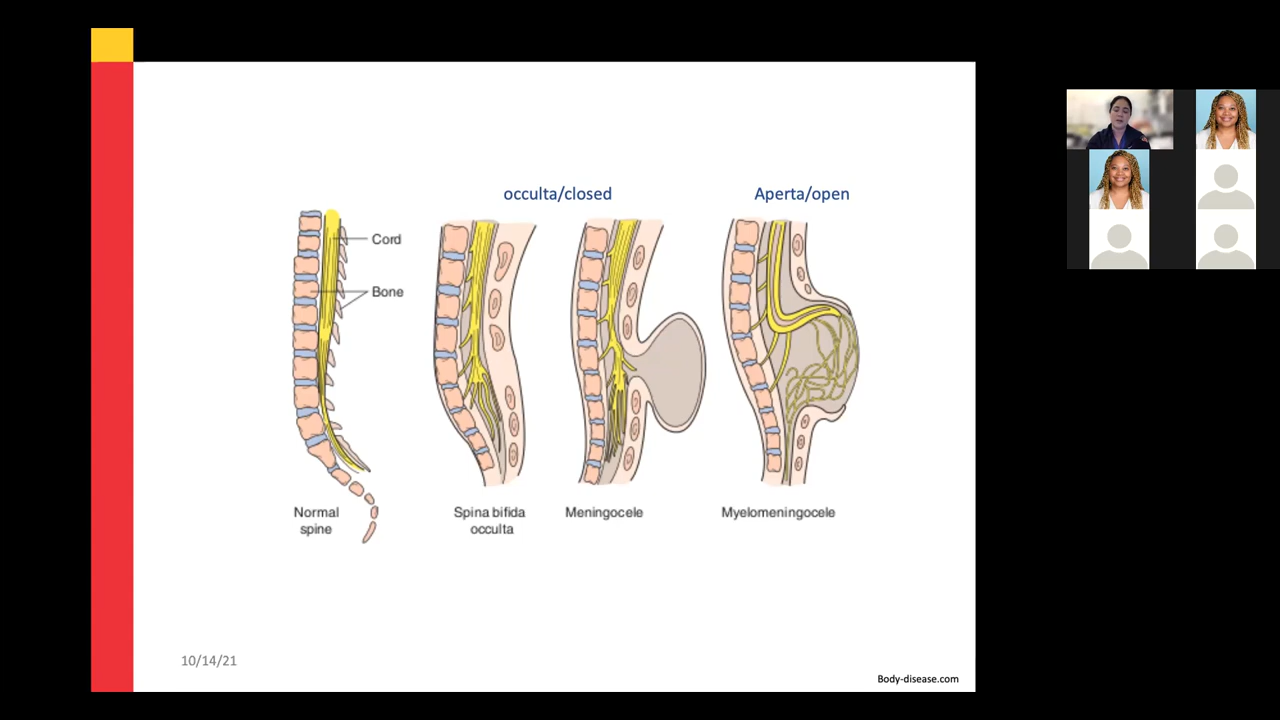 occulta/closed
Aperta/open
Cord
Bone
Normal
spine
Spina bifida
occulta
Meningocele
Myelomeningocele
10/14/21
Body-disease.com